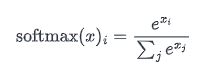 softmax(x)_i = \frac{e^{x_i}}{\sum_j e^{x_j}}